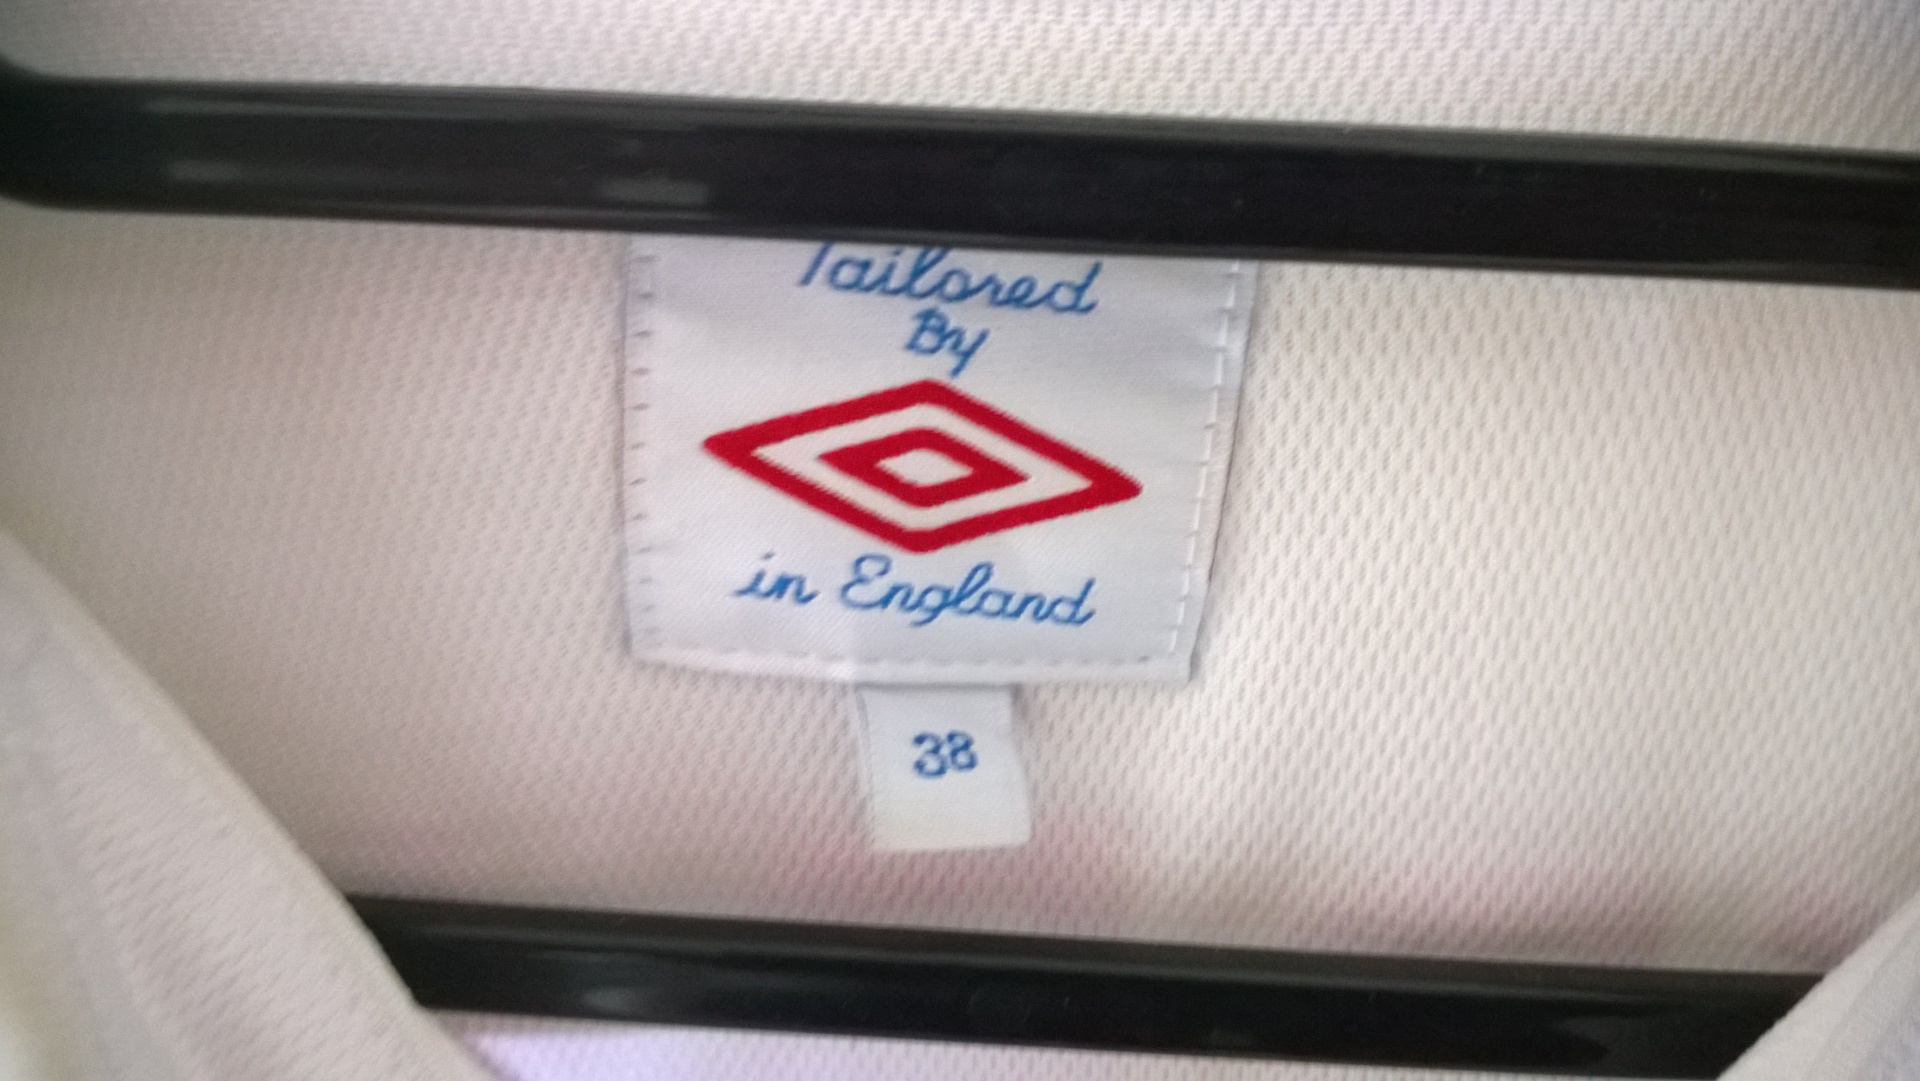 Tailored
By
in England
38